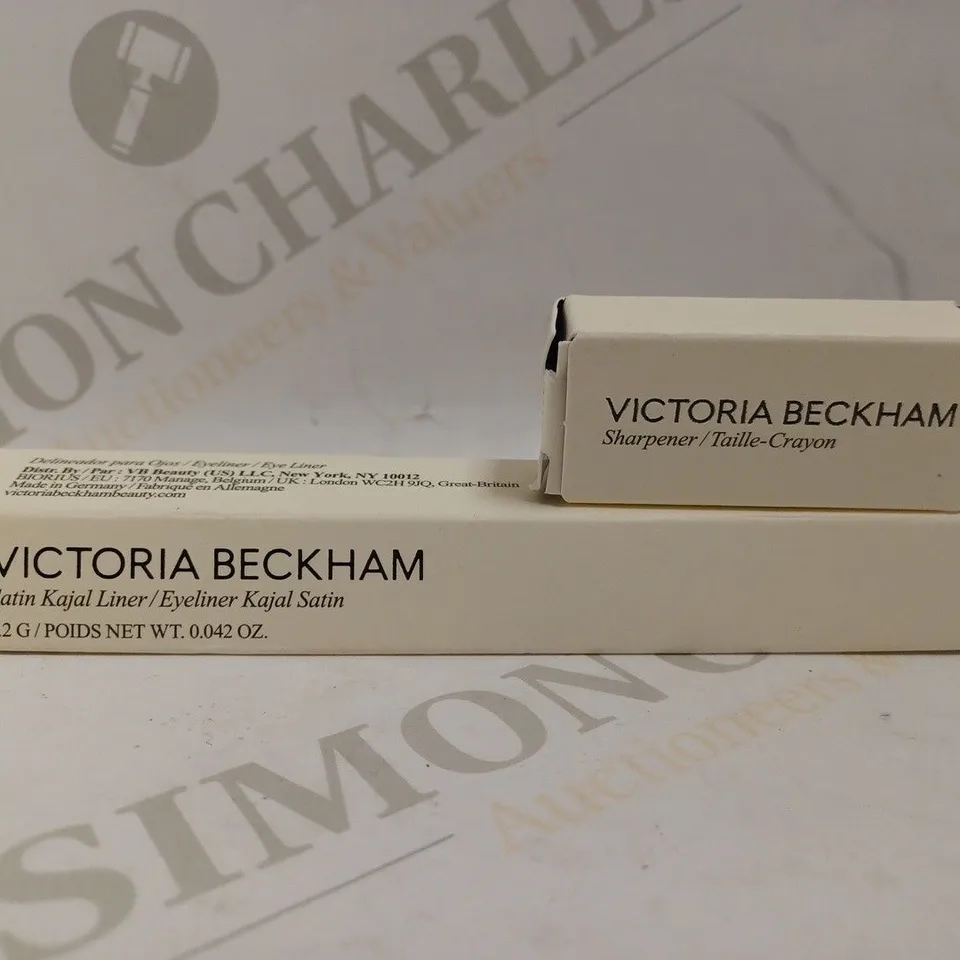 SIMON CHARLES
Auctioneers & Valuers
VICTORIA BECKHAM
Sharpener / Taille-Crayon
Delineador para Ojos / Eyeliner / Eye Liner
Distr. By / Par : VB Beauty (US) LLC, New York, NY 10012
BIORIUS / EU : 7170 Manage, Belgium / UK : London WC2H 9JQ, Great-Britain
Made in Germany / Fabriqué en Allemagne
victoriabeckhambeauty.com
VICTORIA BECKHAM
Satin Kajal Liner / Eyeliner Kajal Satin
.2 G / POIDS NET WT. 0.042 OZ.
SIMON C
Auctioneers &